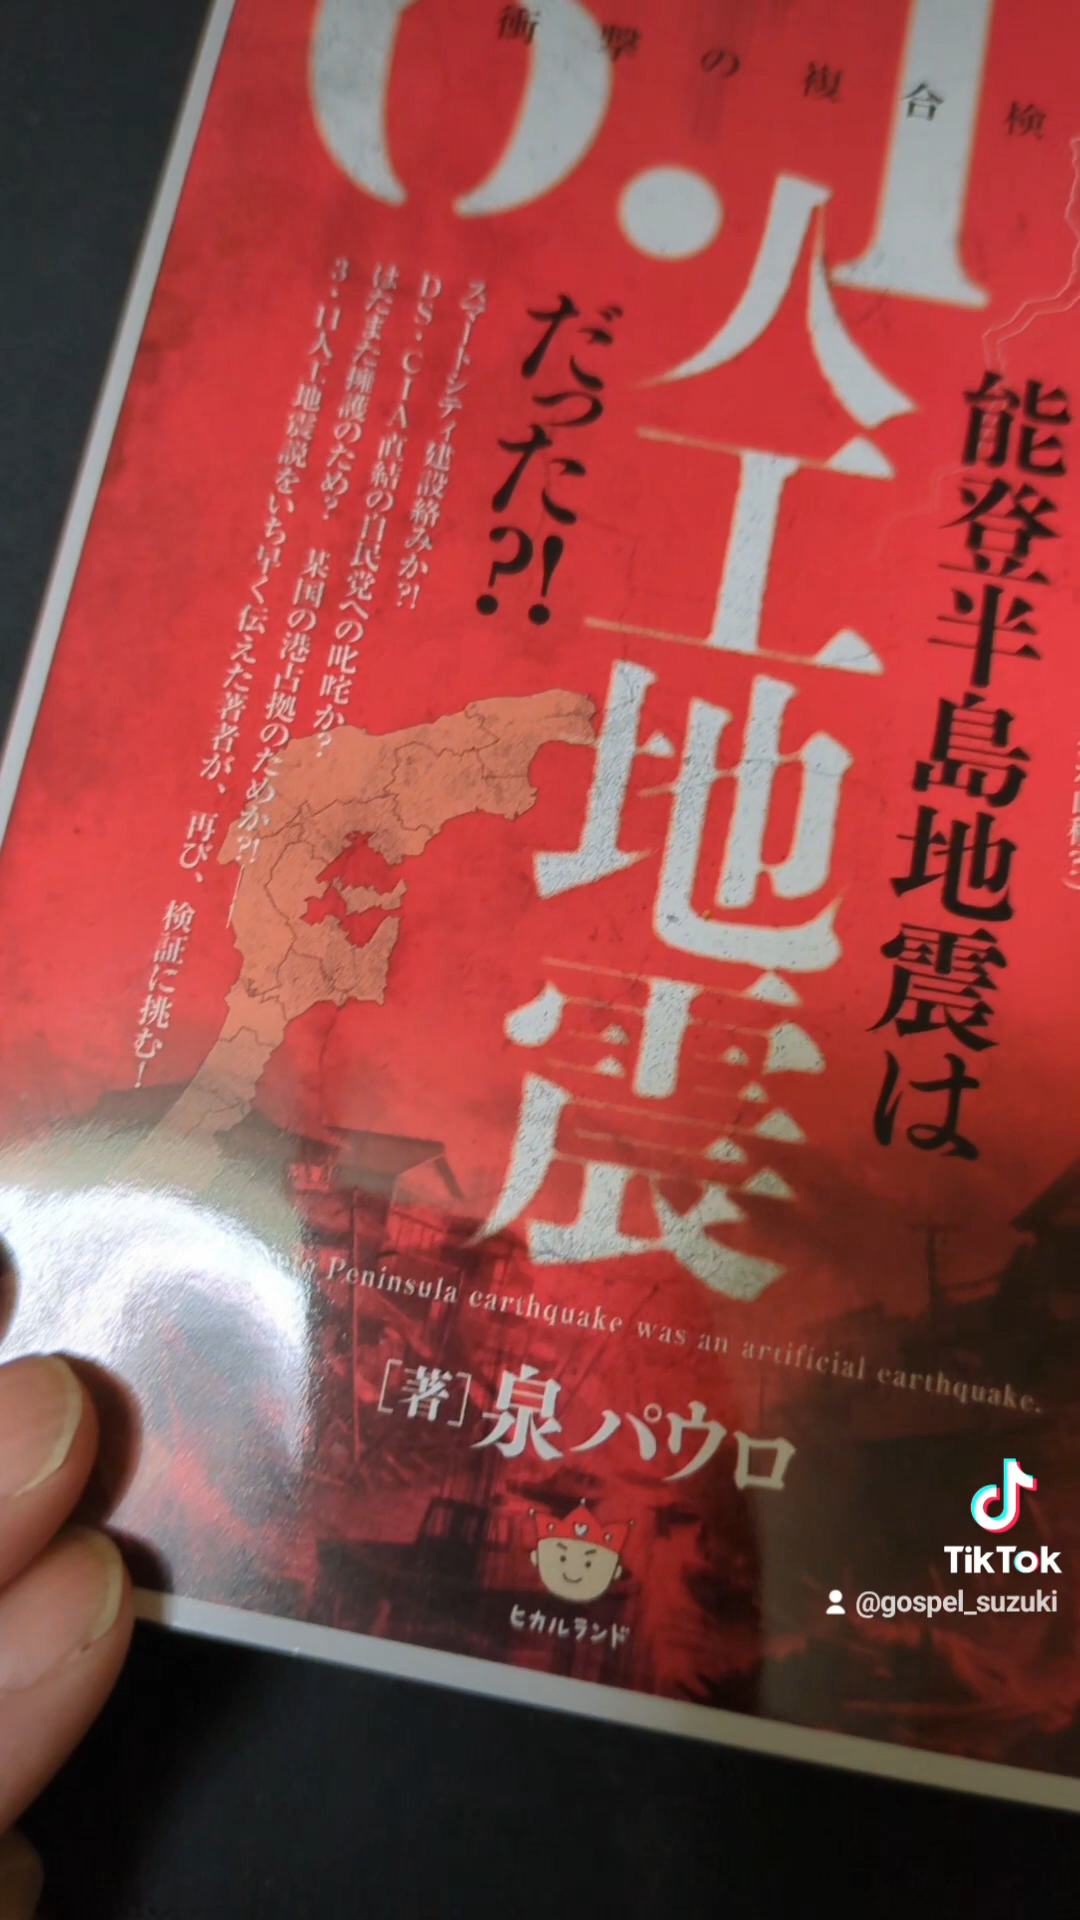 衝撃の複合検
能登半島地震は
人工地震
だった?!
スマートシティ建設絡みか?!
DS・CIA直結の自民党への叱咤か?
はたまた擁護のため? 某国の港占拠のためか?!
3・11人工地震説をいち早く伝えた著者が、再び、検証に挑む!
Peninsula earthquake was an artificial earthquake.
[著]泉パウロ
ヒカルランド
TikTok
@gospel_suzuki